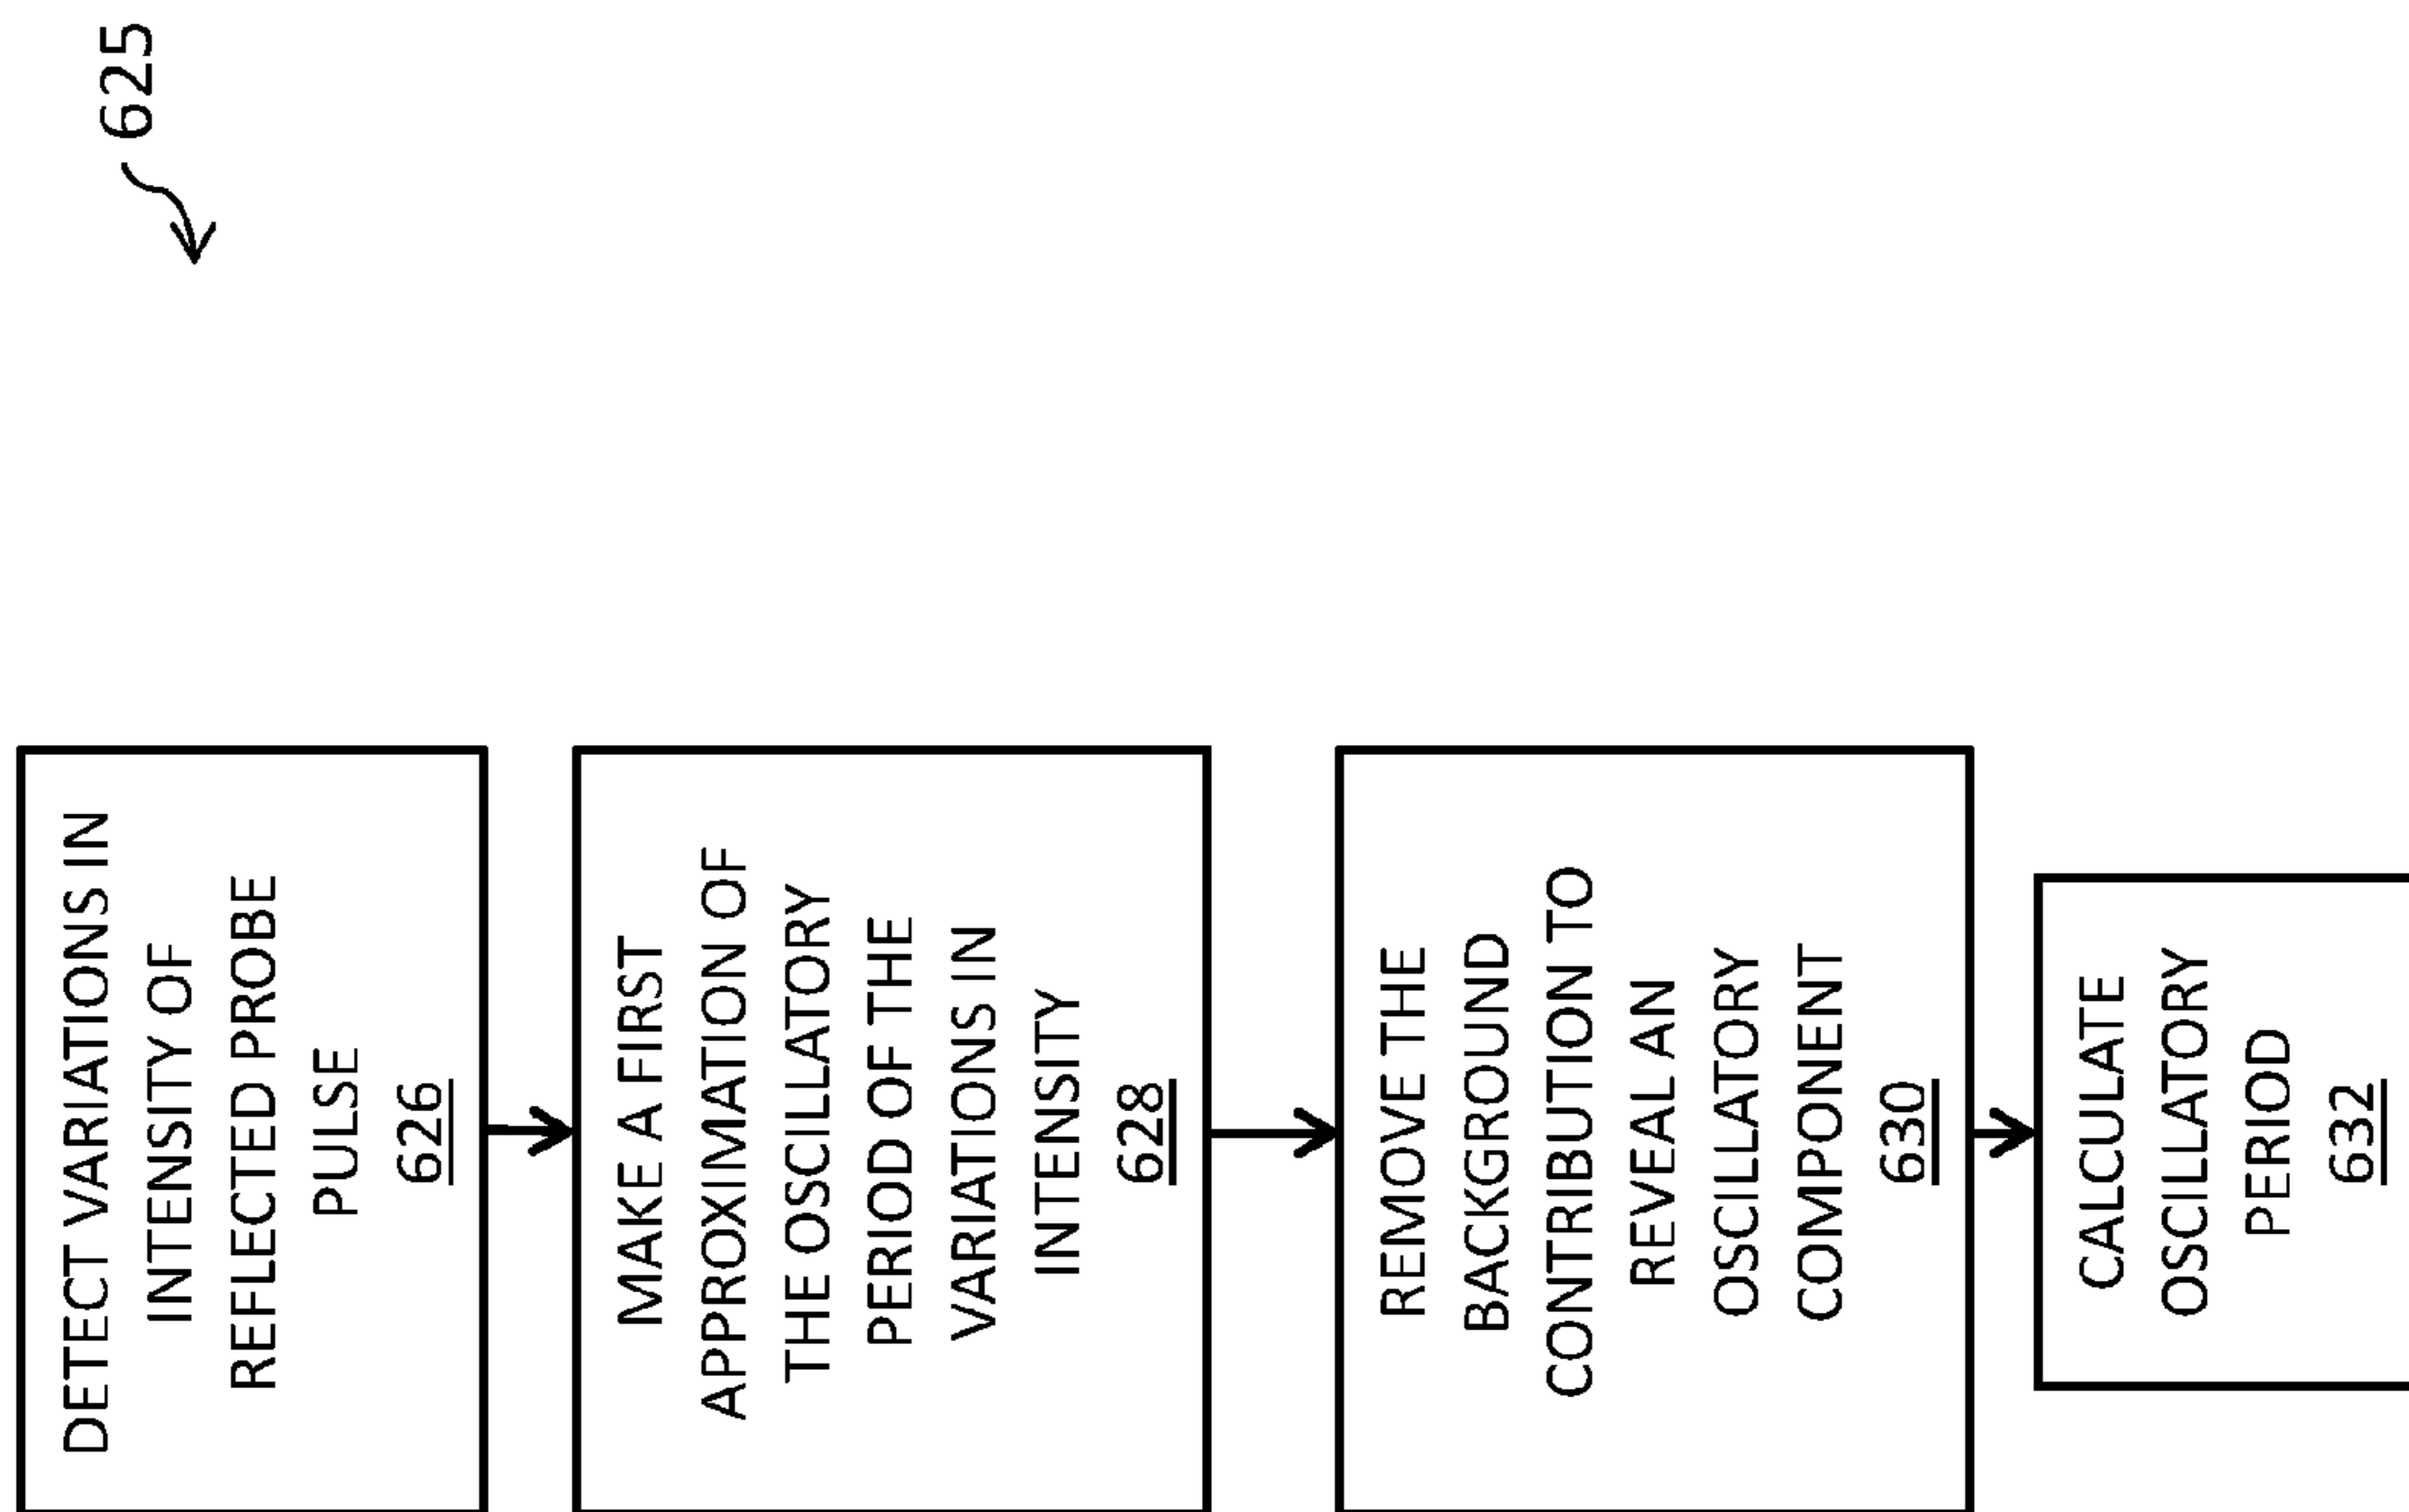 625
DETECT VARIATIONS IN
INTENSITY OF
REFLECTED PROBE
PULSE
626
MAKE A FIRST
APPROXIMATION OF
THE OSCILLATORY
PERIOD OF THE
VARIATIONS IN
INTENSITY
628
REMOVE THE
BACKGROUND
CONTRIBUTION TO
REVEAL AN
OSCILLATORY
COMPONENT
630
CALCULATE
OSCILLATORY
PERIOD
632